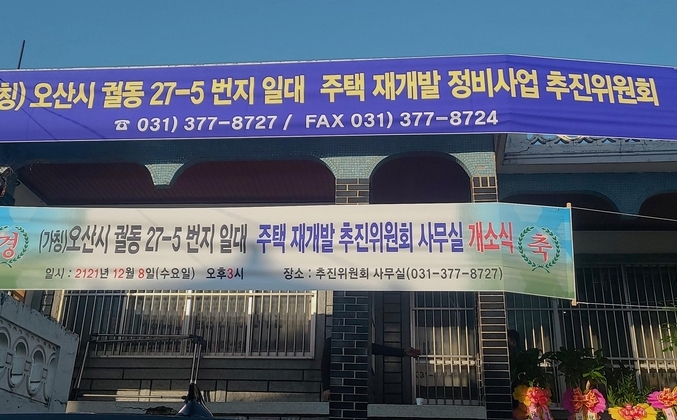 칭) 오산시 궐동 27-5 번지 일대 주택 재개발 정비사업 추진위원회
☎ 031) 377-8727 / FAX 031) 377-8724
경
(가칭)오산시 궐동 27-5 번지 일대 주택 재개발 추진위원회 사무실 개소식
축
일시 : 2121년 12월 8일(수요일) 오후3시 장소 : 추진위원회 사무실(031-377-8727)